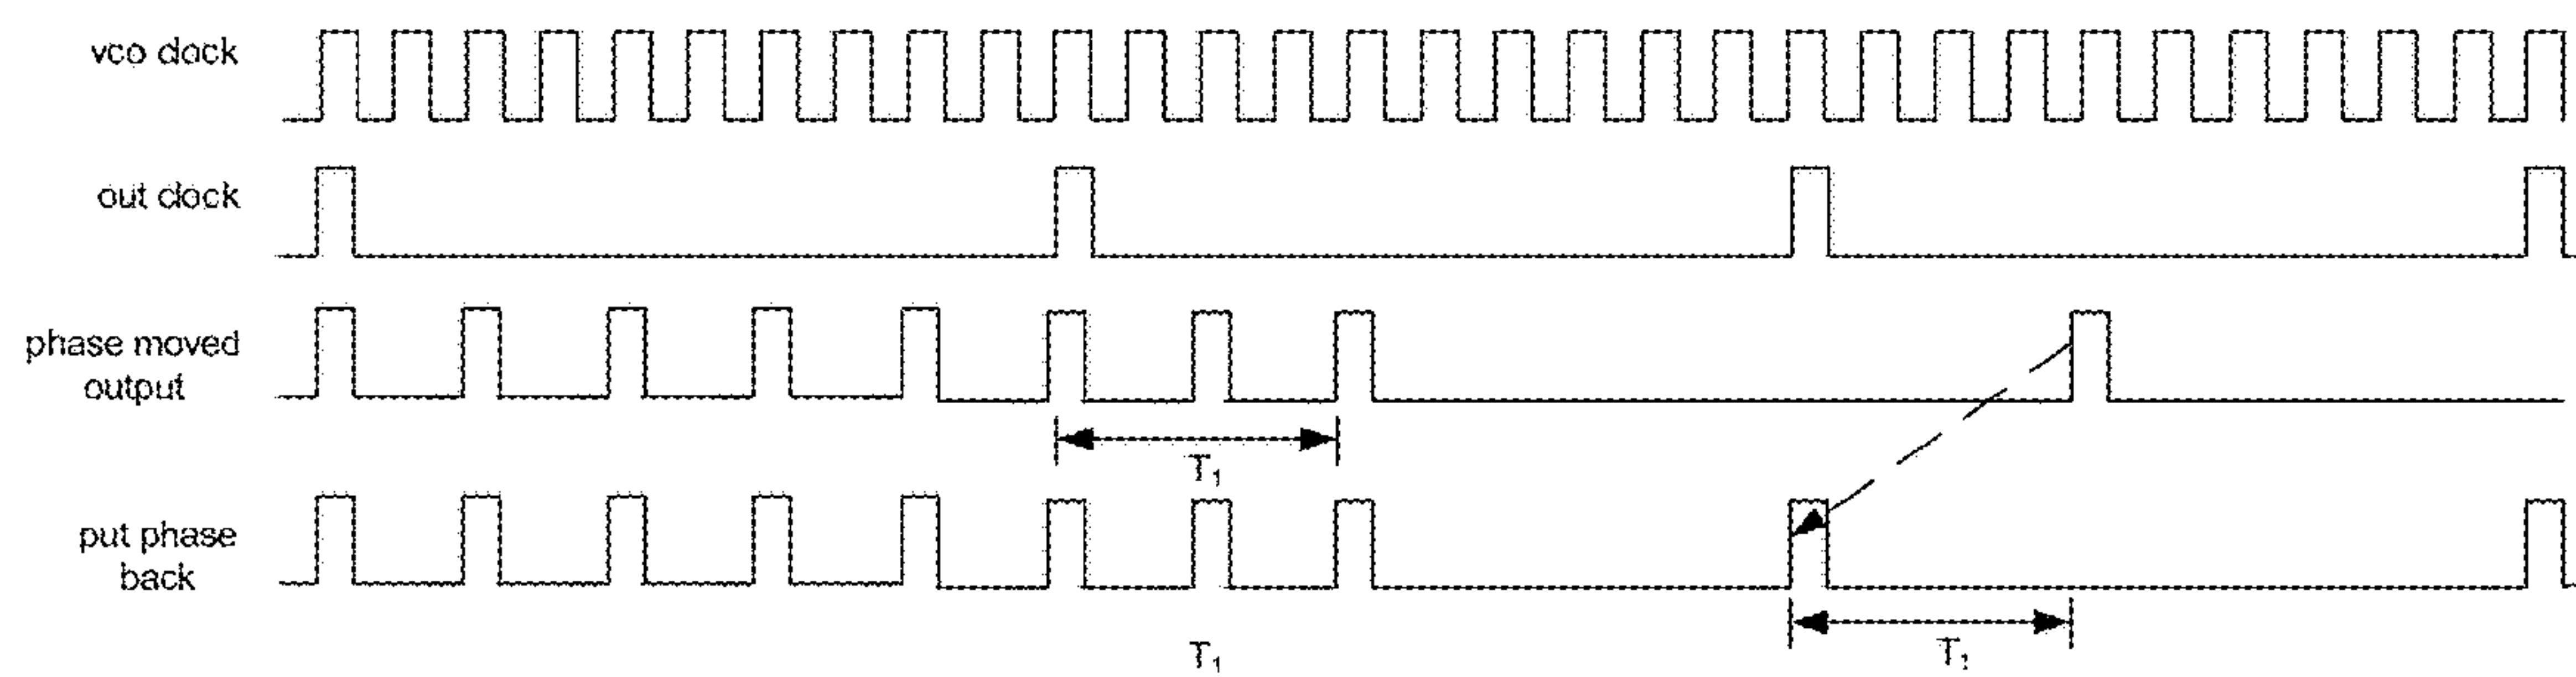 vco clock
out clock
phase moved
output
T₁
put phase
back
T₁
T₁